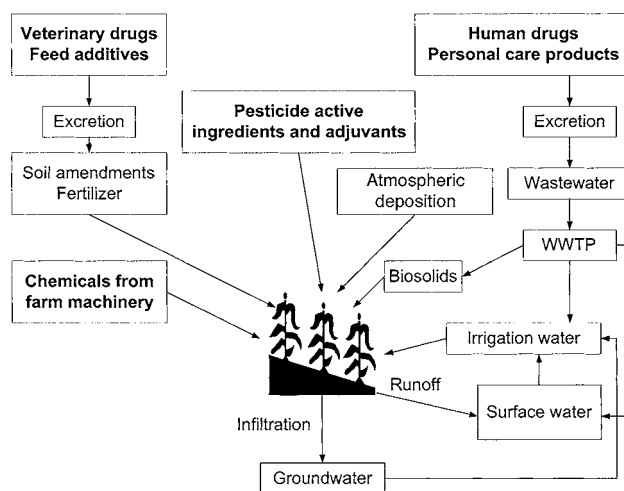 Veterinary drugs
Feed additives
Human drugs
Personal care products
Excretion
Pesticide active
ingredients and adjuvants
Excretion
Soil amendments
Fertilizer
Atmospheric
deposition
Wastewater
WWTP
Chemicals from
farm machinery
Biosolids
Irrigation water
Runoff
Surface water
Infiltration
Groundwater